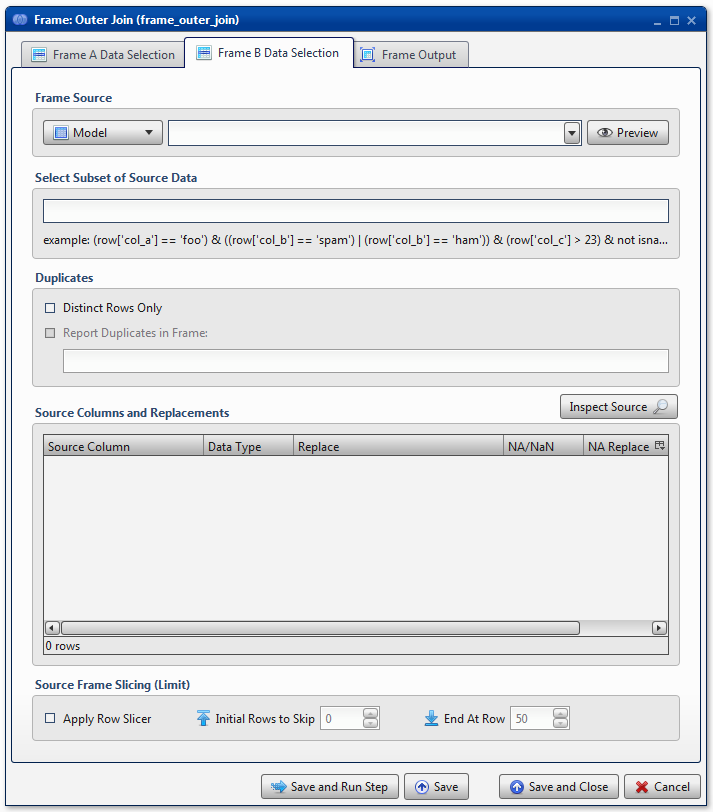 Frame: Outer Join (frame_outer_join)
Frame A Data Selection
Frame B Data Selection
Frame Output
Frame Source
Model
Preview
Select Subset of Source Data
example: (row['col_a'] == 'foo') & ((row['col_b'] == 'spam') | (row['col_b'] == 'ham')) & (row['col_c'] > 23) & not isna...
Duplicates
Distinct Rows Only
Report Duplicates in Frame:
Source Columns and Replacements
Inspect Source
Source Column Data Type Replace NA/NaN NA Replace
0 rows
Source Frame Slicing (Limit)
Apply Row Slicer Initial Rows to Skip 0 End At Row 50
Save and Run Step Save Save and Close Cancel